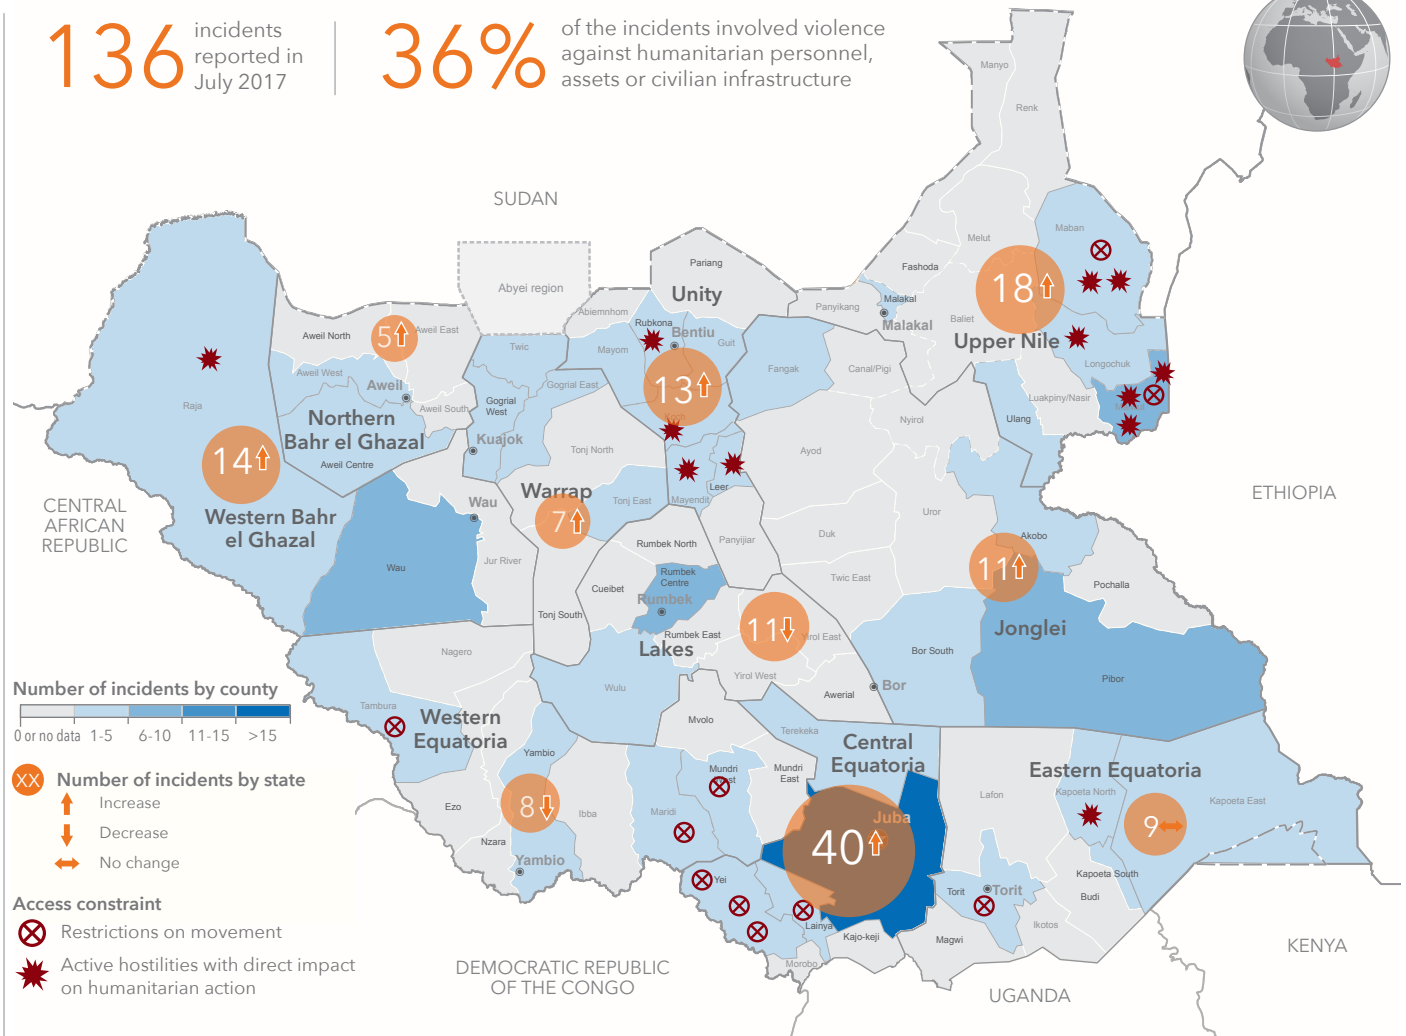 136
incidents
reported in
July 2017
36%
of the incidents involved violence
against humanitarian personnel,
assets or civilian infrastructure
SUDAN
Manyo
Renk
Maban
Melut
Fashoda
Pariang
Unity
Abyei region
Abiemnhom
Panyikang
Malakal
Malakal
Baliet
18
Upper Nile
Aweil North
5
Aweil East
Rubkona
Bentiu
Guit
Mayom
Twic
Fangak
Canal/Pigi
Longochuk
Luakpiny/Nasir
Aweil West
Aweil
Aweil South
Gogrial East
Gogrial
West
13
Koch
Raja
Northern
Bahr el Ghazal
Kuajok
Nyirol
Ulang
14
Aweil Centre
Tonj North
Ayod
Warrap
Tonj East
Mayendit
Leer
ETHIOPIA
CENTRAL
AFRICAN
REPUBLIC
Western Bahr
el Ghazal
Wau
7
Uror
Rumbek North
Panyijiar
Duk
Akobo
Wau
Jur River
11
Pochalla
Cueibet
Rumbek
Centre
Rumbek
Twic East
Tonj South
11
Yirol East
Rumbek East
Lakes
Jonglei
Nagero
Bor South
Yirol West
Pibor
Wulu
Awerial
Bor
Number of incidents by county
0 or no data
1-5
6-10
11-15
>15
Tambura
Western
Equatoria
Mvolo
Terekeka
Central
Equatoria
Yambio
Mundri
West
Mundri
East
Eastern Equatoria
XX
Number of incidents by state
Increase
Decrease
No change
Ezo
8
Ibba
Maridi
Lafon
Kapoeta North
Kapoeta East
Juba
40
9
Nzara
Yambio
Yei
Torit
Torit
Kapoeta South
Budi
Access constraint
Restrictions on movement
Active hostilities with direct impact
on humanitarian action
Lainya
Kajo-keji
Magwi
Ikotos
Morobo
KENYA
DEMOCRATIC REPUBLIC
OF THE CONGO
UGANDA